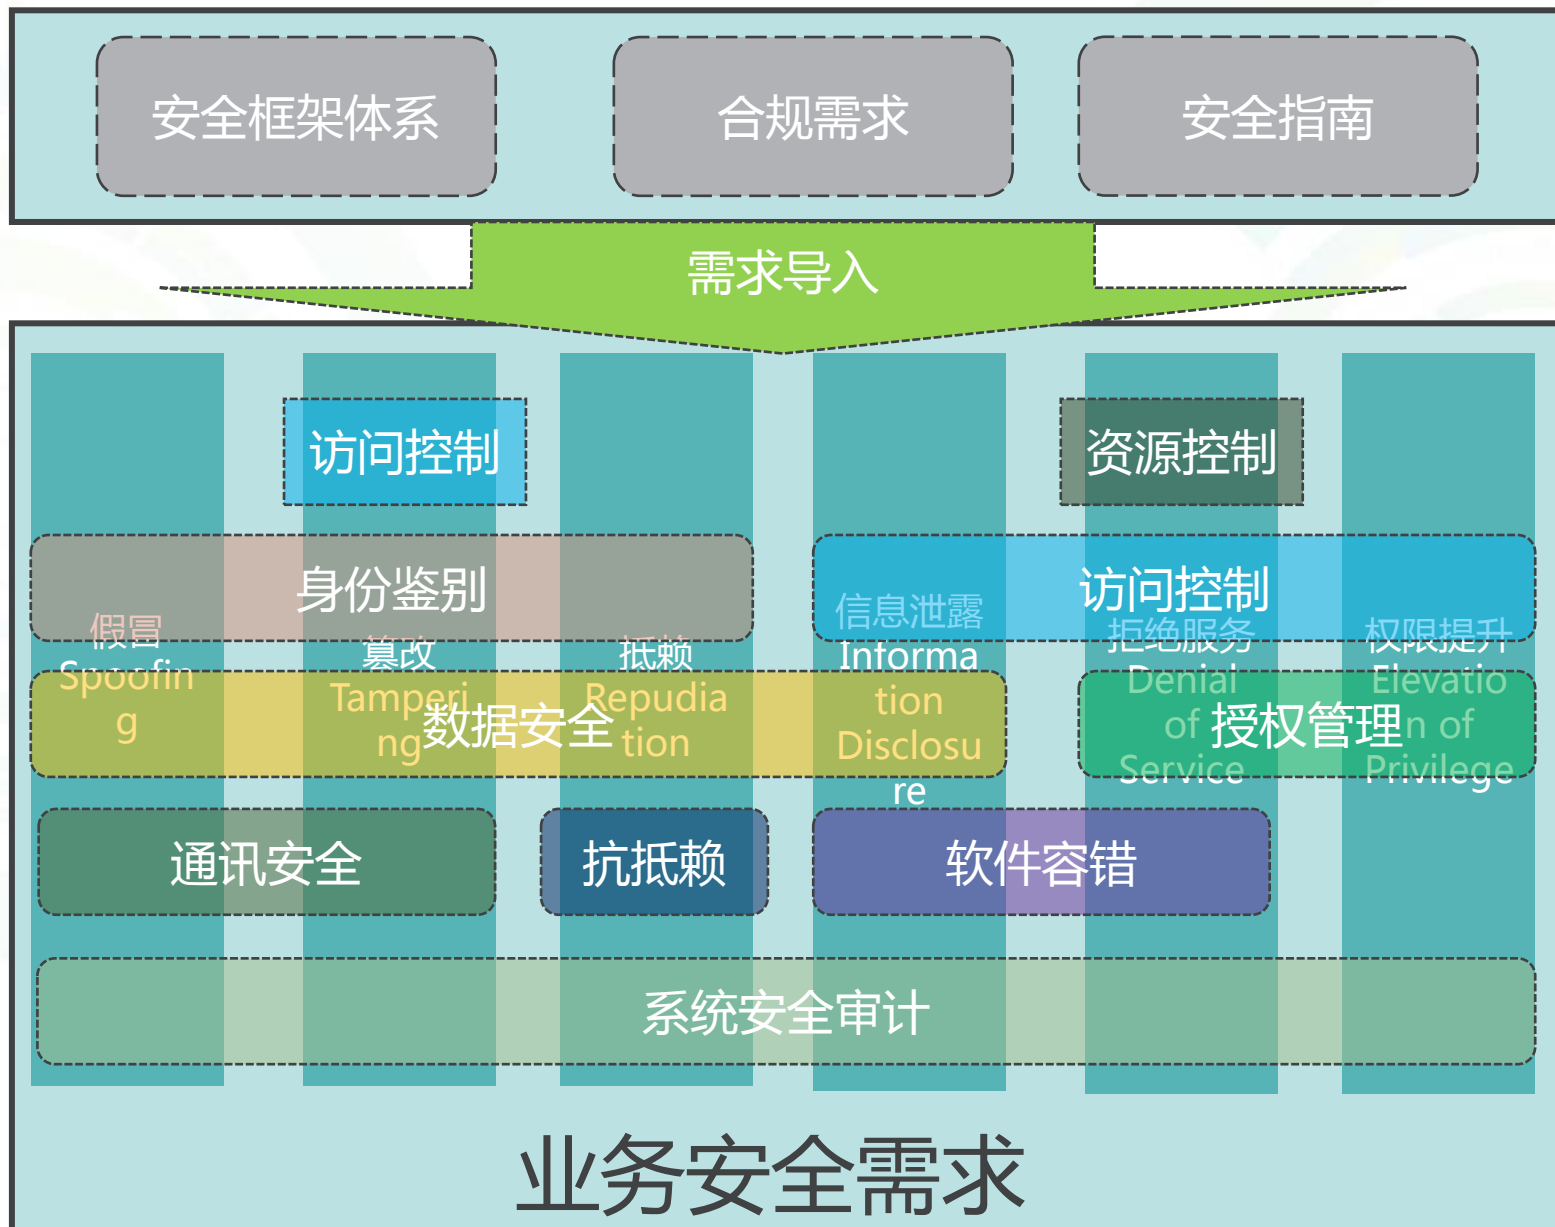 安全框架体系
合规需求
安全指南
需求导入
访问控制
资源控制
身份鉴别
访问控制
假冒
Spoofin
g
篡改
Tamperi
ng
抵赖
Repudia
tion
信息泄露
Informa
tion
Disclosu
re
拒绝服务
Denial
of
Service
权限提升
Elevatio
n of
Privilege
数据安全
授权管理
通讯安全
抗抵赖
软件容错
系统安全审计
业务安全需求